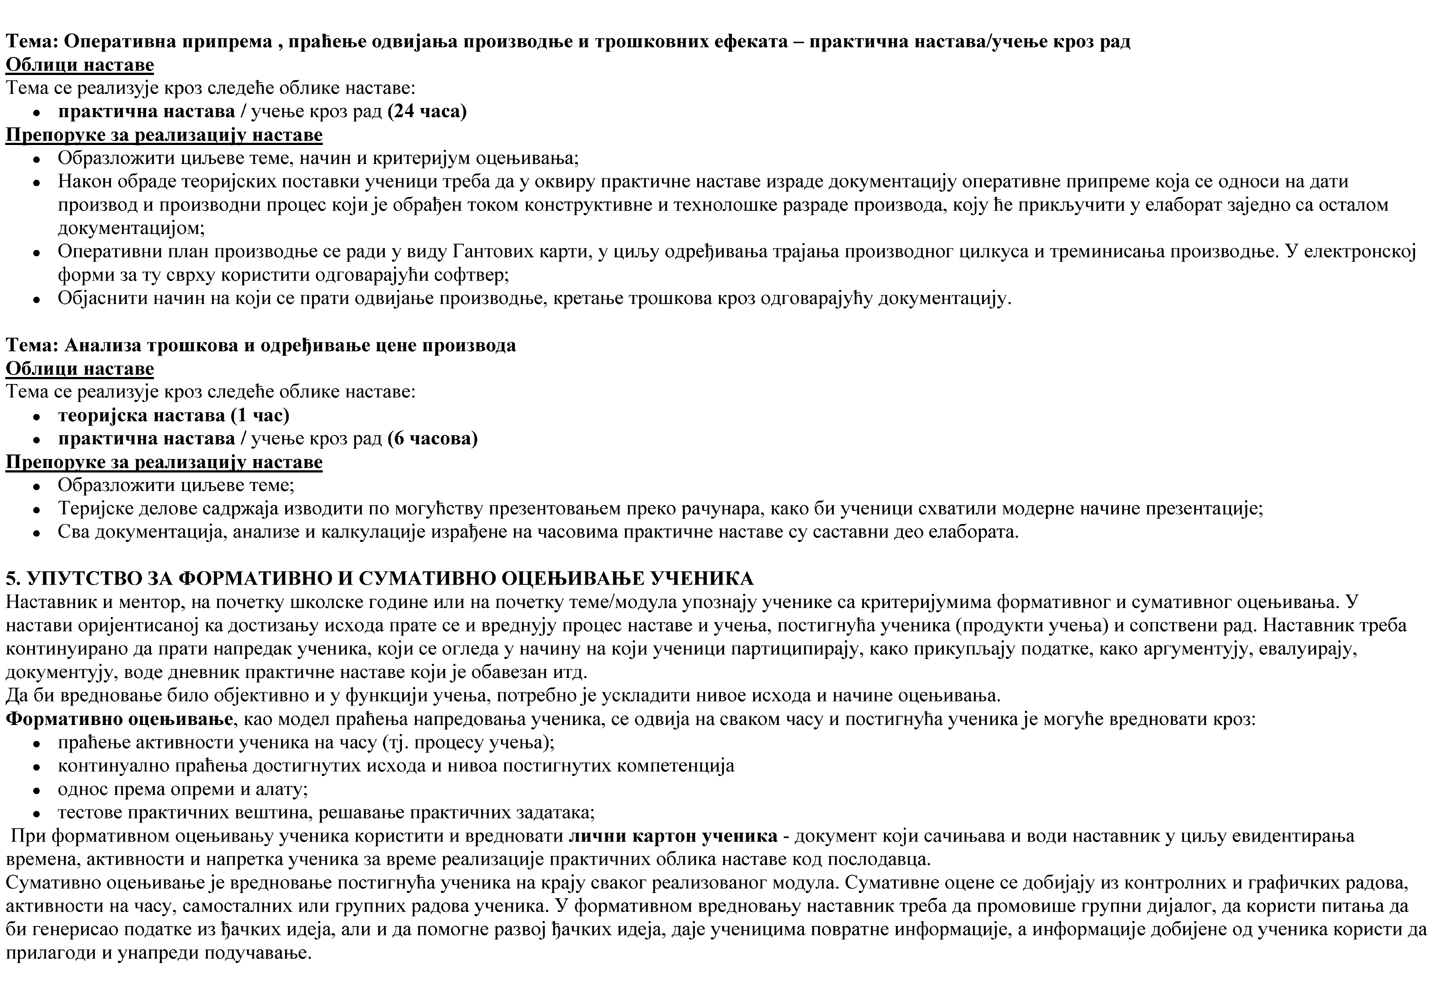 Тема: Оперативна припрема , праћење одвијања производње и трошковних ефеката – практична настава/учење кроз рад
Облици наставе
Тема се реализује кроз следеће облике наставе:
• практична настава / учење кроз рад (24 часа)
Препоруке за реализацију наставе
• Образложити циљеве теме, начин и критеријум оцењивања;
• Након обраде теоријских поставки ученици треба да у оквиру практичне наставе израде документацију оперативне припреме која се односи на дати
производ и производни процес који је обрађен током конструктивне и технолошке разраде производа, коју ће прикључити у елаборат заједно са осталом
документацијом;
• Оперативни план производње се ради у виду Гантових карти, у циљу одређивања трајања производног цилкуса и треминисања производње. У електронској
форми за ту сврху користити одговарајући софтвер;
• Објаснити начин на који се прати одвијање производње, кретање трошкова кроз одговарајућу документацију.
Тема: Анализа трошкова и одређивање цене производа
Облици наставе
Тема се реализује кроз следеће облике наставе:
• теоријска настава (1 час)
• практична настава / учење кроз рад (6 часова)
Препоруке за реализацију наставе
• Образложити циљеве теме;
• Теријске делове садржаја изводити по могућству презентовањем преко рачунара, како би ученици схватили модерне начине презентације;
• Сва документација, анализе и калкулације израђене на часовима практичне наставе су саставни део елабората.
5. УПУТСТВО ЗА ФОРМАТИВНО И СУМАТИВНО ОЦЕЊИВАЊЕ УЧЕНИКА
Наставник и ментор, на почетку школске године или на почетку теме/модула упознају ученике са критеријумима формативног и сумативног оцењивања. У
настави оријентисаној ка достизању исхода прате се и вреднују процес наставе и учења, постигнућа ученика (продукти учења) и сопствени рад. Наставник треба
континуирано да прати напредак ученика, који се огледа у начину на који ученици партиципирају, како прикупљају податке, како аргументују, евалуирају,
документују, воде дневник практичне наставе који је обавезан итд.
Да би вредновање било објективно и у функцији учења, потребно је ускладити нивое исхода и начине оцењивања.
Формативно оцењивање, као модел праћења напредовања ученика, се одвија на сваком часу и постигнућа ученика је могуће вредновати кроз:
• праћење активности ученика на часу (тј. процесу учења);
• континуално праћења достигнутих исхода и нивоа постигнутих компетенција
• однос према опреми и алату;
• тестове практичних вештина, решавање практичних задатака;
При формативном оцењивању ученика користити и вредновати лични картон ученика - документ који сачињава и води наставник у циљу евидентирања
времена, активности и напретка ученика за време реализације практичних облика наставе код послодавца.
Сумативно оцењивање је вредновање постигнућа ученика на крају сваког реализованог модула. Сумативне оцене се добијају из контролних и графичких радова,
активности на часу, самосталних или групних радова ученика. У формативном вредновању наставник треба да промовише групни дијалог, да користи питања да
би генерисао податке из ђачких идеја, али и да помогне развој ђачких идеја, даје ученицима повратне информације, а информације добијене од ученика користи да
прилагоди и унапреди подучавање.